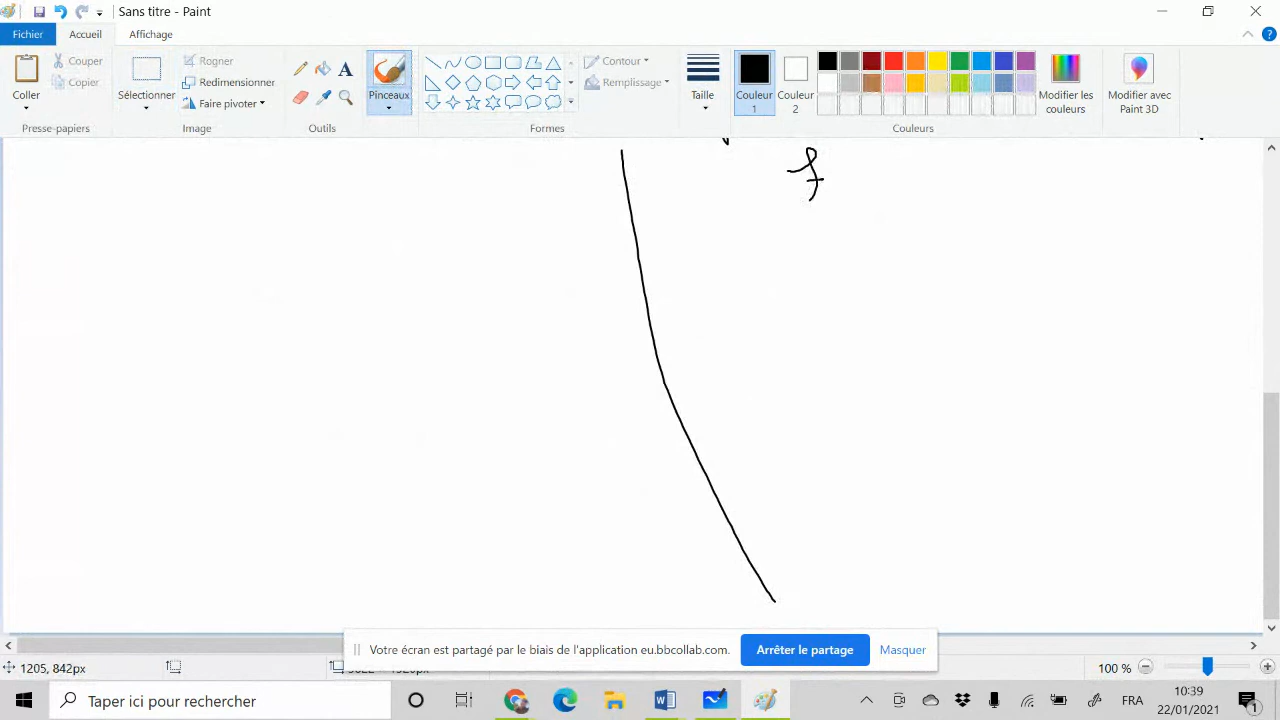 Sans titre - Paint
Fichier Accueil Affichage
Coller
Couper
Copier
Presse-papiers
Sélectionner
Rogner
Redimensionner
Faire pivoter
Image
A
Pinceaux
Outils
Contour
Remplissage
Formes
Taille
Couleur 1
Couleur 2
Modifier les couleurs
Modifier avec Paint 3D
Couleurs
f
Votre écran est partagé par le biais de l'application eu.bbcollab.com. Arrêter le partage Masquer
1205, 842px
100 %
Taper ici pour rechercher
FRA
10:39
22/01/2021
1